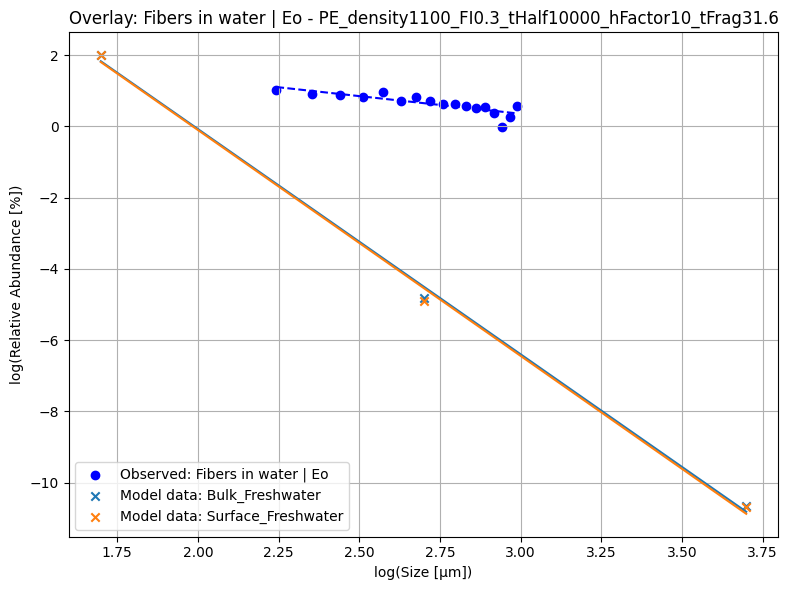 Overlay: Fibers in water | Eo - PE_density1100_FI0.3_tHalf10000_hFactor10_tFrag31.6
log(Relative Abundance [%])
2
0
−2
−4
−6
−8
−10
Observed: Fibers in water | Eo
Model data: Bulk_Freshwater
Model data: Surface_Freshwater
1.75 2.00 2.25 2.50 2.75 3.00 3.25 3.50 3.75
log(Size [µm])